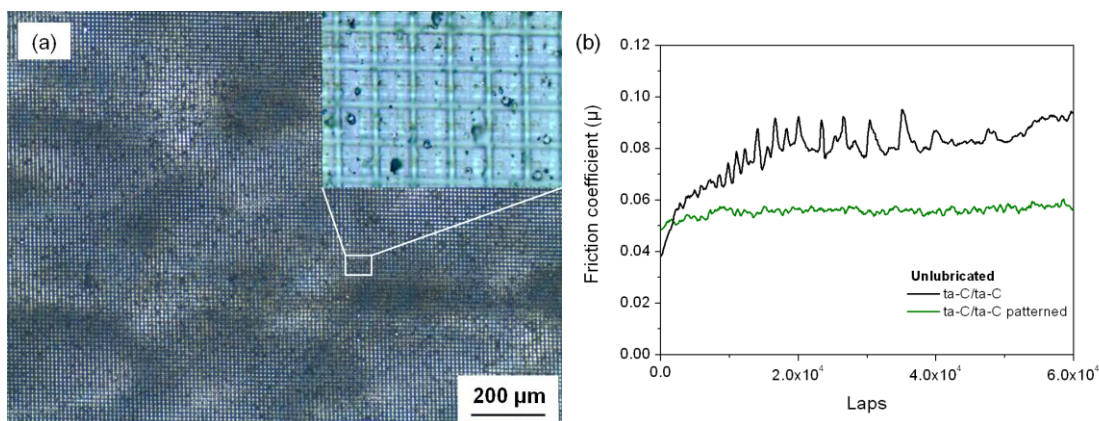 (a)
200 µm
(b)
0.12
0.10
0.08
0.06
0.04
0.02
0.00
Friction coefficient (µ)
Unlubricated
ta-C/ta-C
ta-C/ta-C patterned
0.0
2.0x10⁴
4.0x10⁴
6.0x10⁴
Laps